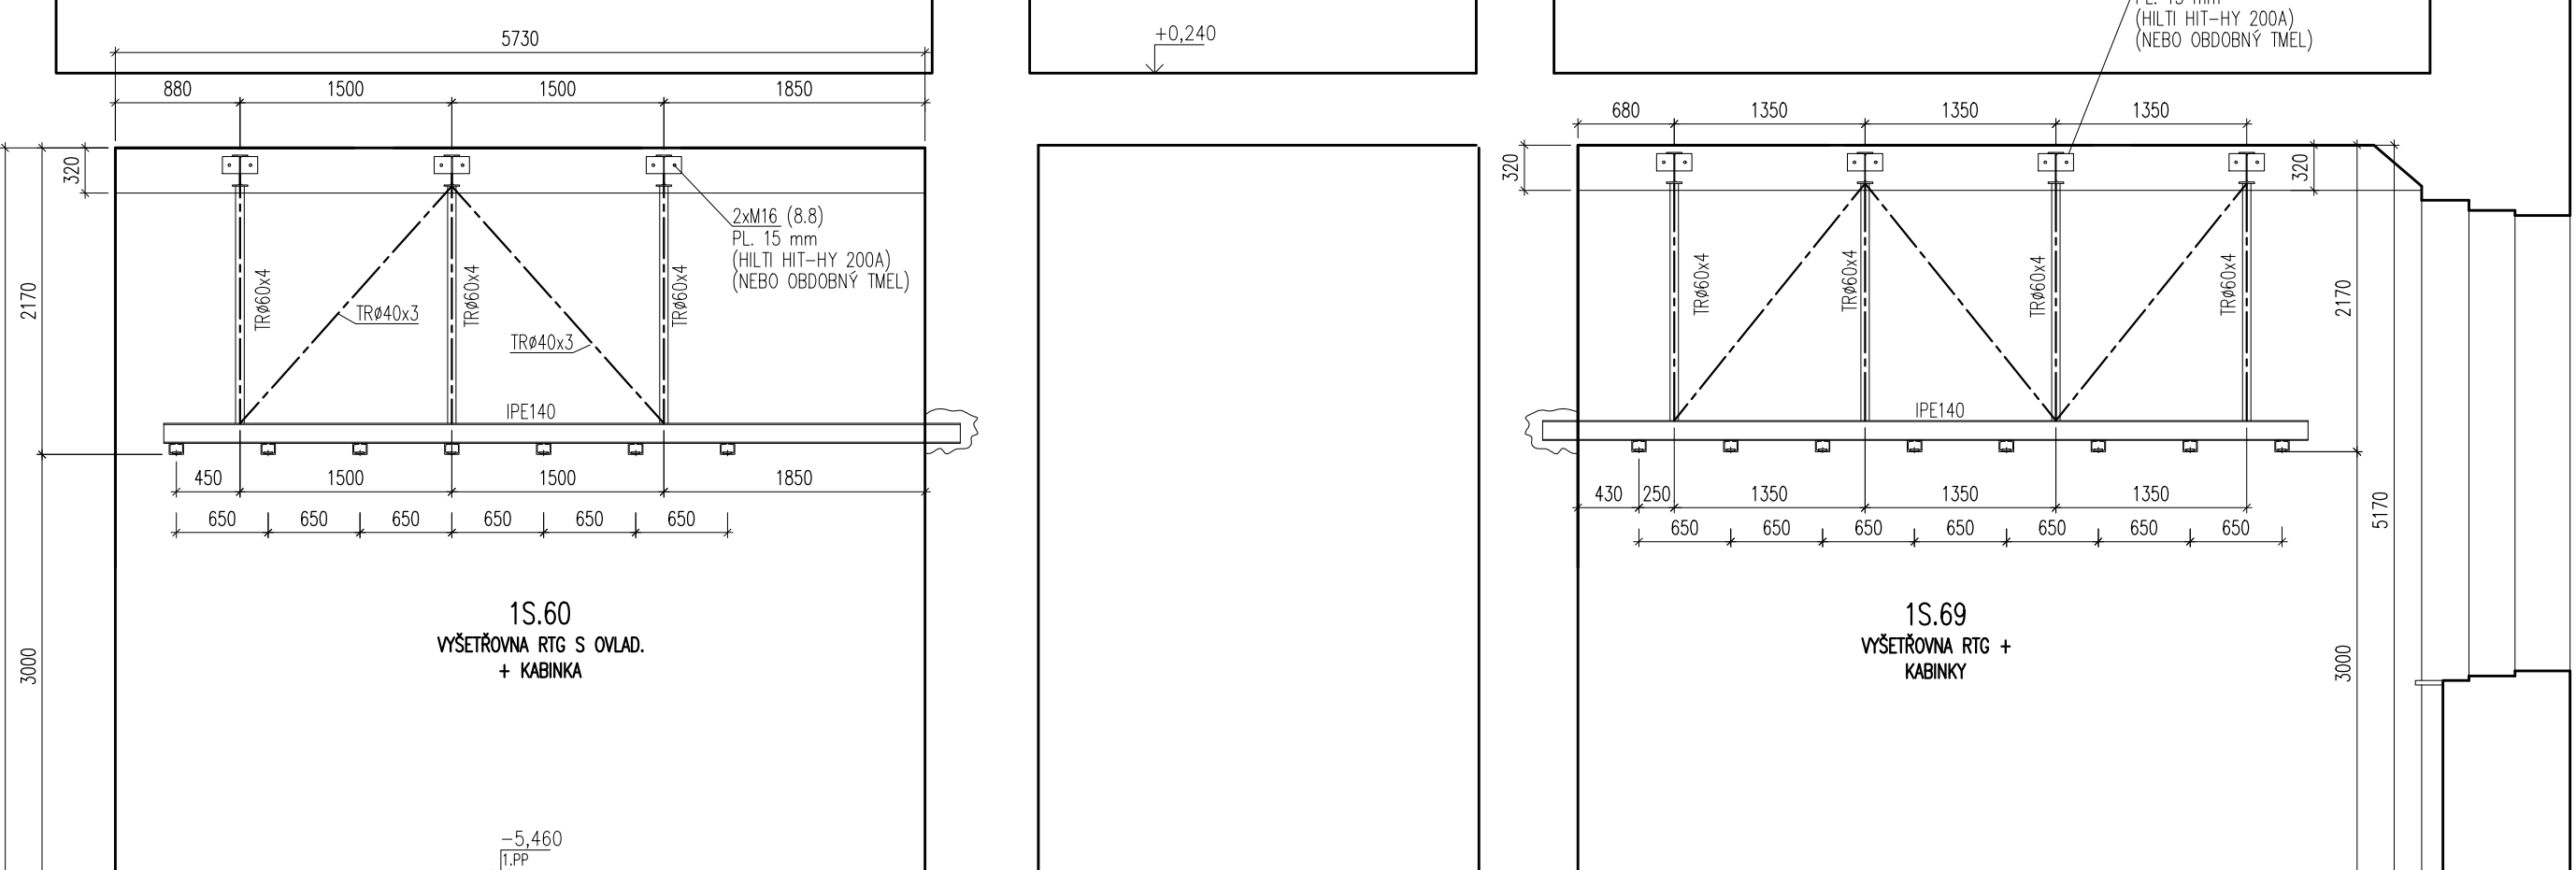 5730
880
1500
1500
1850
320
2170
3000
2xM16 (8.8)
PL. 15 mm
(HILTI HIT-HY 200A)
(NEBO OBDOBNÝ TMEL)
TRø60x4
TRø60x4
TRø60x4
TRø40x3
TRø40x3
IPE140
450
1500
1500
1850
650
650
650
650
650
650
1S.60
VYŠETŘOVNA RTG S OVLAD.
+ KABINKA
-5,460
1.PP
+0,240
PL. 15 mm
(HILTI HIT-HY 200A)
(NEBO OBDOBNÝ TMEL)
680
1350
1350
1350
320
320
TRø60x4
TRø60x4
TRø60x4
TRø60x4
IPE140
2170
5170
3000
430
250
1350
1350
1350
650
650
650
650
650
650
650
1S.69
VYŠETŘOVNA RTG +
KABINKY